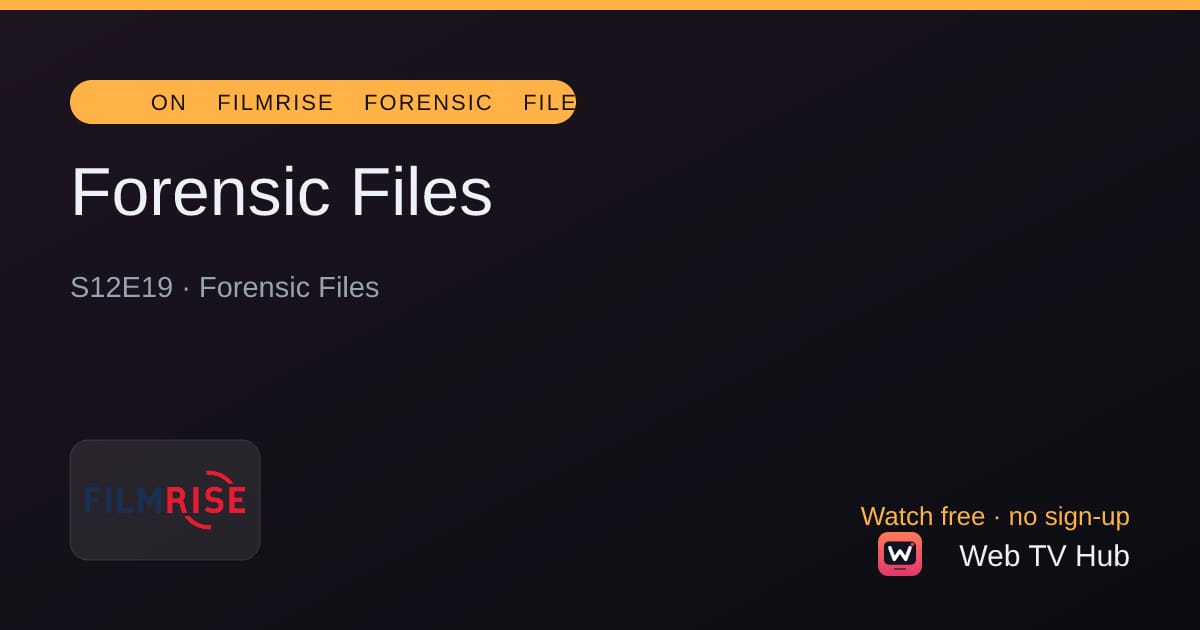 ON FILMRISE FORENSIC FILE
Forensic Files
S12E19 · Forensic Files
FILMRISE
Watch free · no sign-up
W
Web TV Hub